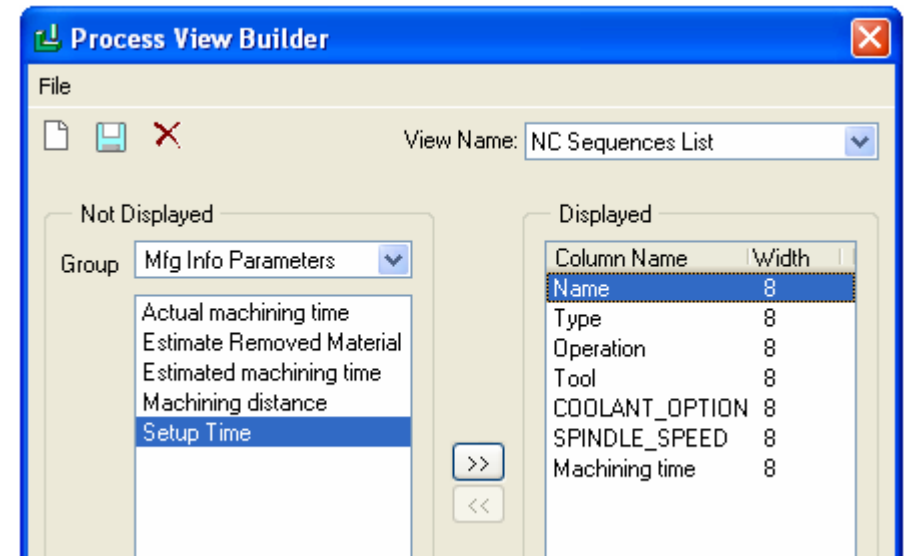 Process View Builder
File
View Name: NC Sequences List
Not Displayed
Group Mfg Info Parameters
Actual machining time
Estimate Removed Material
Estimated machining time
Machining distance
Setup Time
>>
<<
Displayed
Column Name Width
Name 8
Type 8
Operation 8
Tool 8
COOLANT_OPTION 8
SPINDLE_SPEED 8
Machining time 8